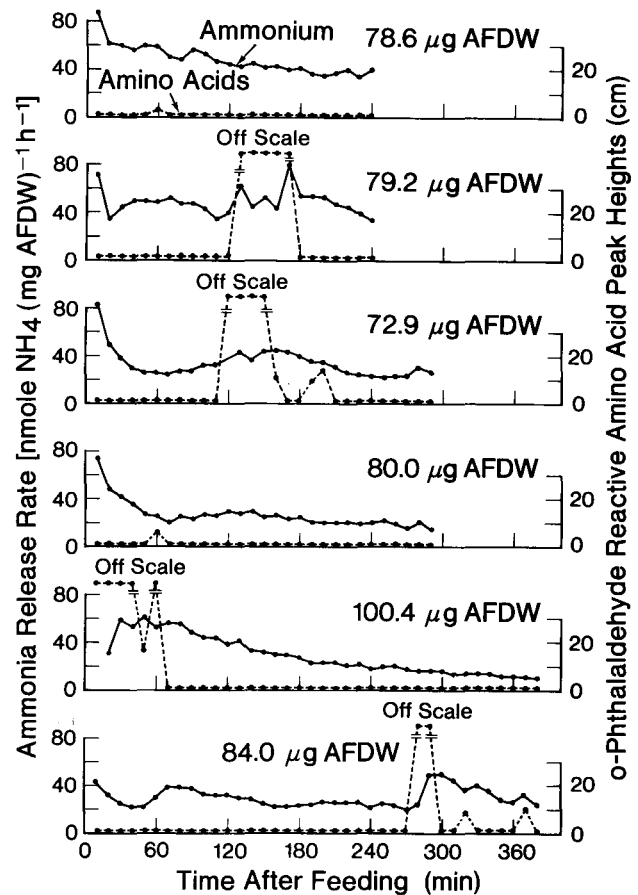 Ammonia Release Rate [nmole NH4 (mg AFDW)–1 h–1]
o-Phthalaldehyde Reactive Amino Acid Peak Heights (cm)
80
40
0
Ammonium
Amino Acids
78.6 μg AFDW
20
0
80
40
0
Off Scale
79.2 μg AFDW
20
0
80
40
0
Off Scale
72.9 μg AFDW
20
0
80
40
0
80.0 μg AFDW
20
0
80
40
0
Off Scale
100.4 μg AFDW
20
0
80
40
0
Off Scale
84.0 μg AFDW
20
0
0 60 120 180 240 300 360
Time After Feeding (min)